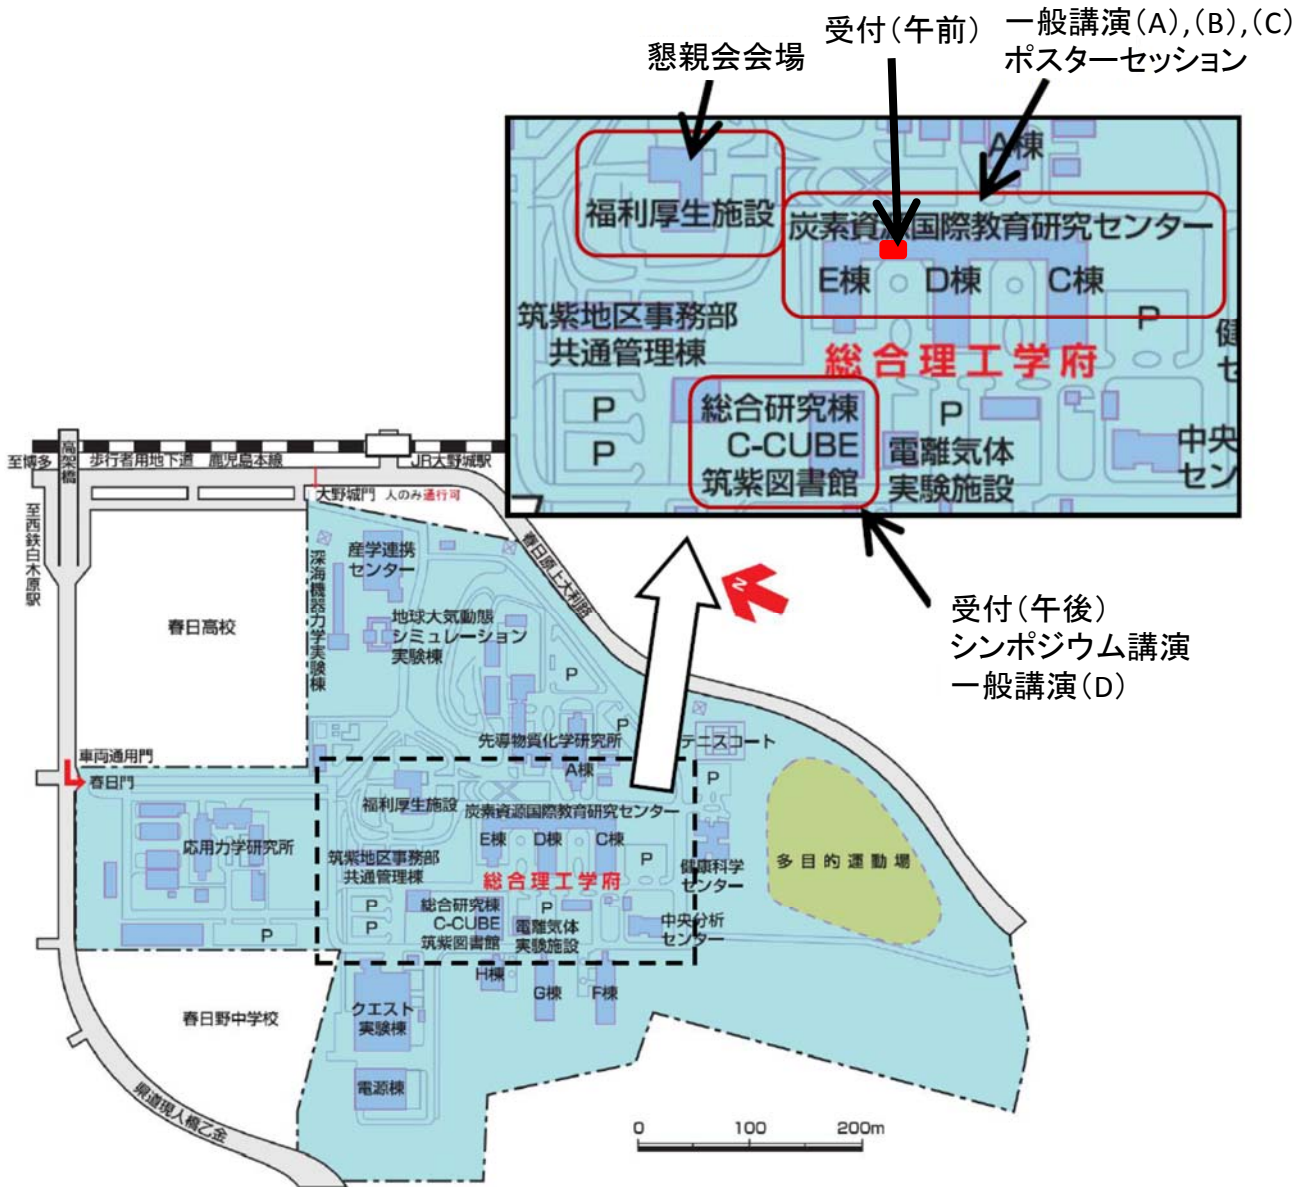 懇親会会場
受付(午前)
一般講演(A),(B),(C)
ポスターセッション
A棟
福利厚生施設
炭素資源国際教育研究センター
E棟
D棟
C棟
P
筑紫地区事務部
共通管理棟
総合理工学府
健
セ
P
P
総合研究棟
C-CUBE
筑紫図書館
P
電離気体
実験施設
中央
セン
受付(午後)
シンポジウム講演
一般講演(D)
N
至博多
高架橋
歩行者用地下道
鹿児島本線
JR大野城駅
大野城門
人のみ通行可
至西鉄白木原駅
春日原上大利路
春日高校
深海機器力学実験棟
産学連携
センター
地球大気動態
シミュレーション
実験棟
P
P
先導物質化学研究所
テニスコート
車両通用門
春日門
A棟
P
福利厚生施設
炭素資源国際教育研究センター
E棟
D棟
C棟
応用力学研究所
筑紫地区事務部
共通管理棟
P
健康科学
センター
多目的運動場
総合理工学府
P
P
総合研究棟
C-CUBE
筑紫図書館
P
電離気体
実験施設
中央分析
センター
P
H棟
G棟
F棟
春日野中学校
クエスト
実験棟
電源棟
県道現人橋乙金
0
100
200m